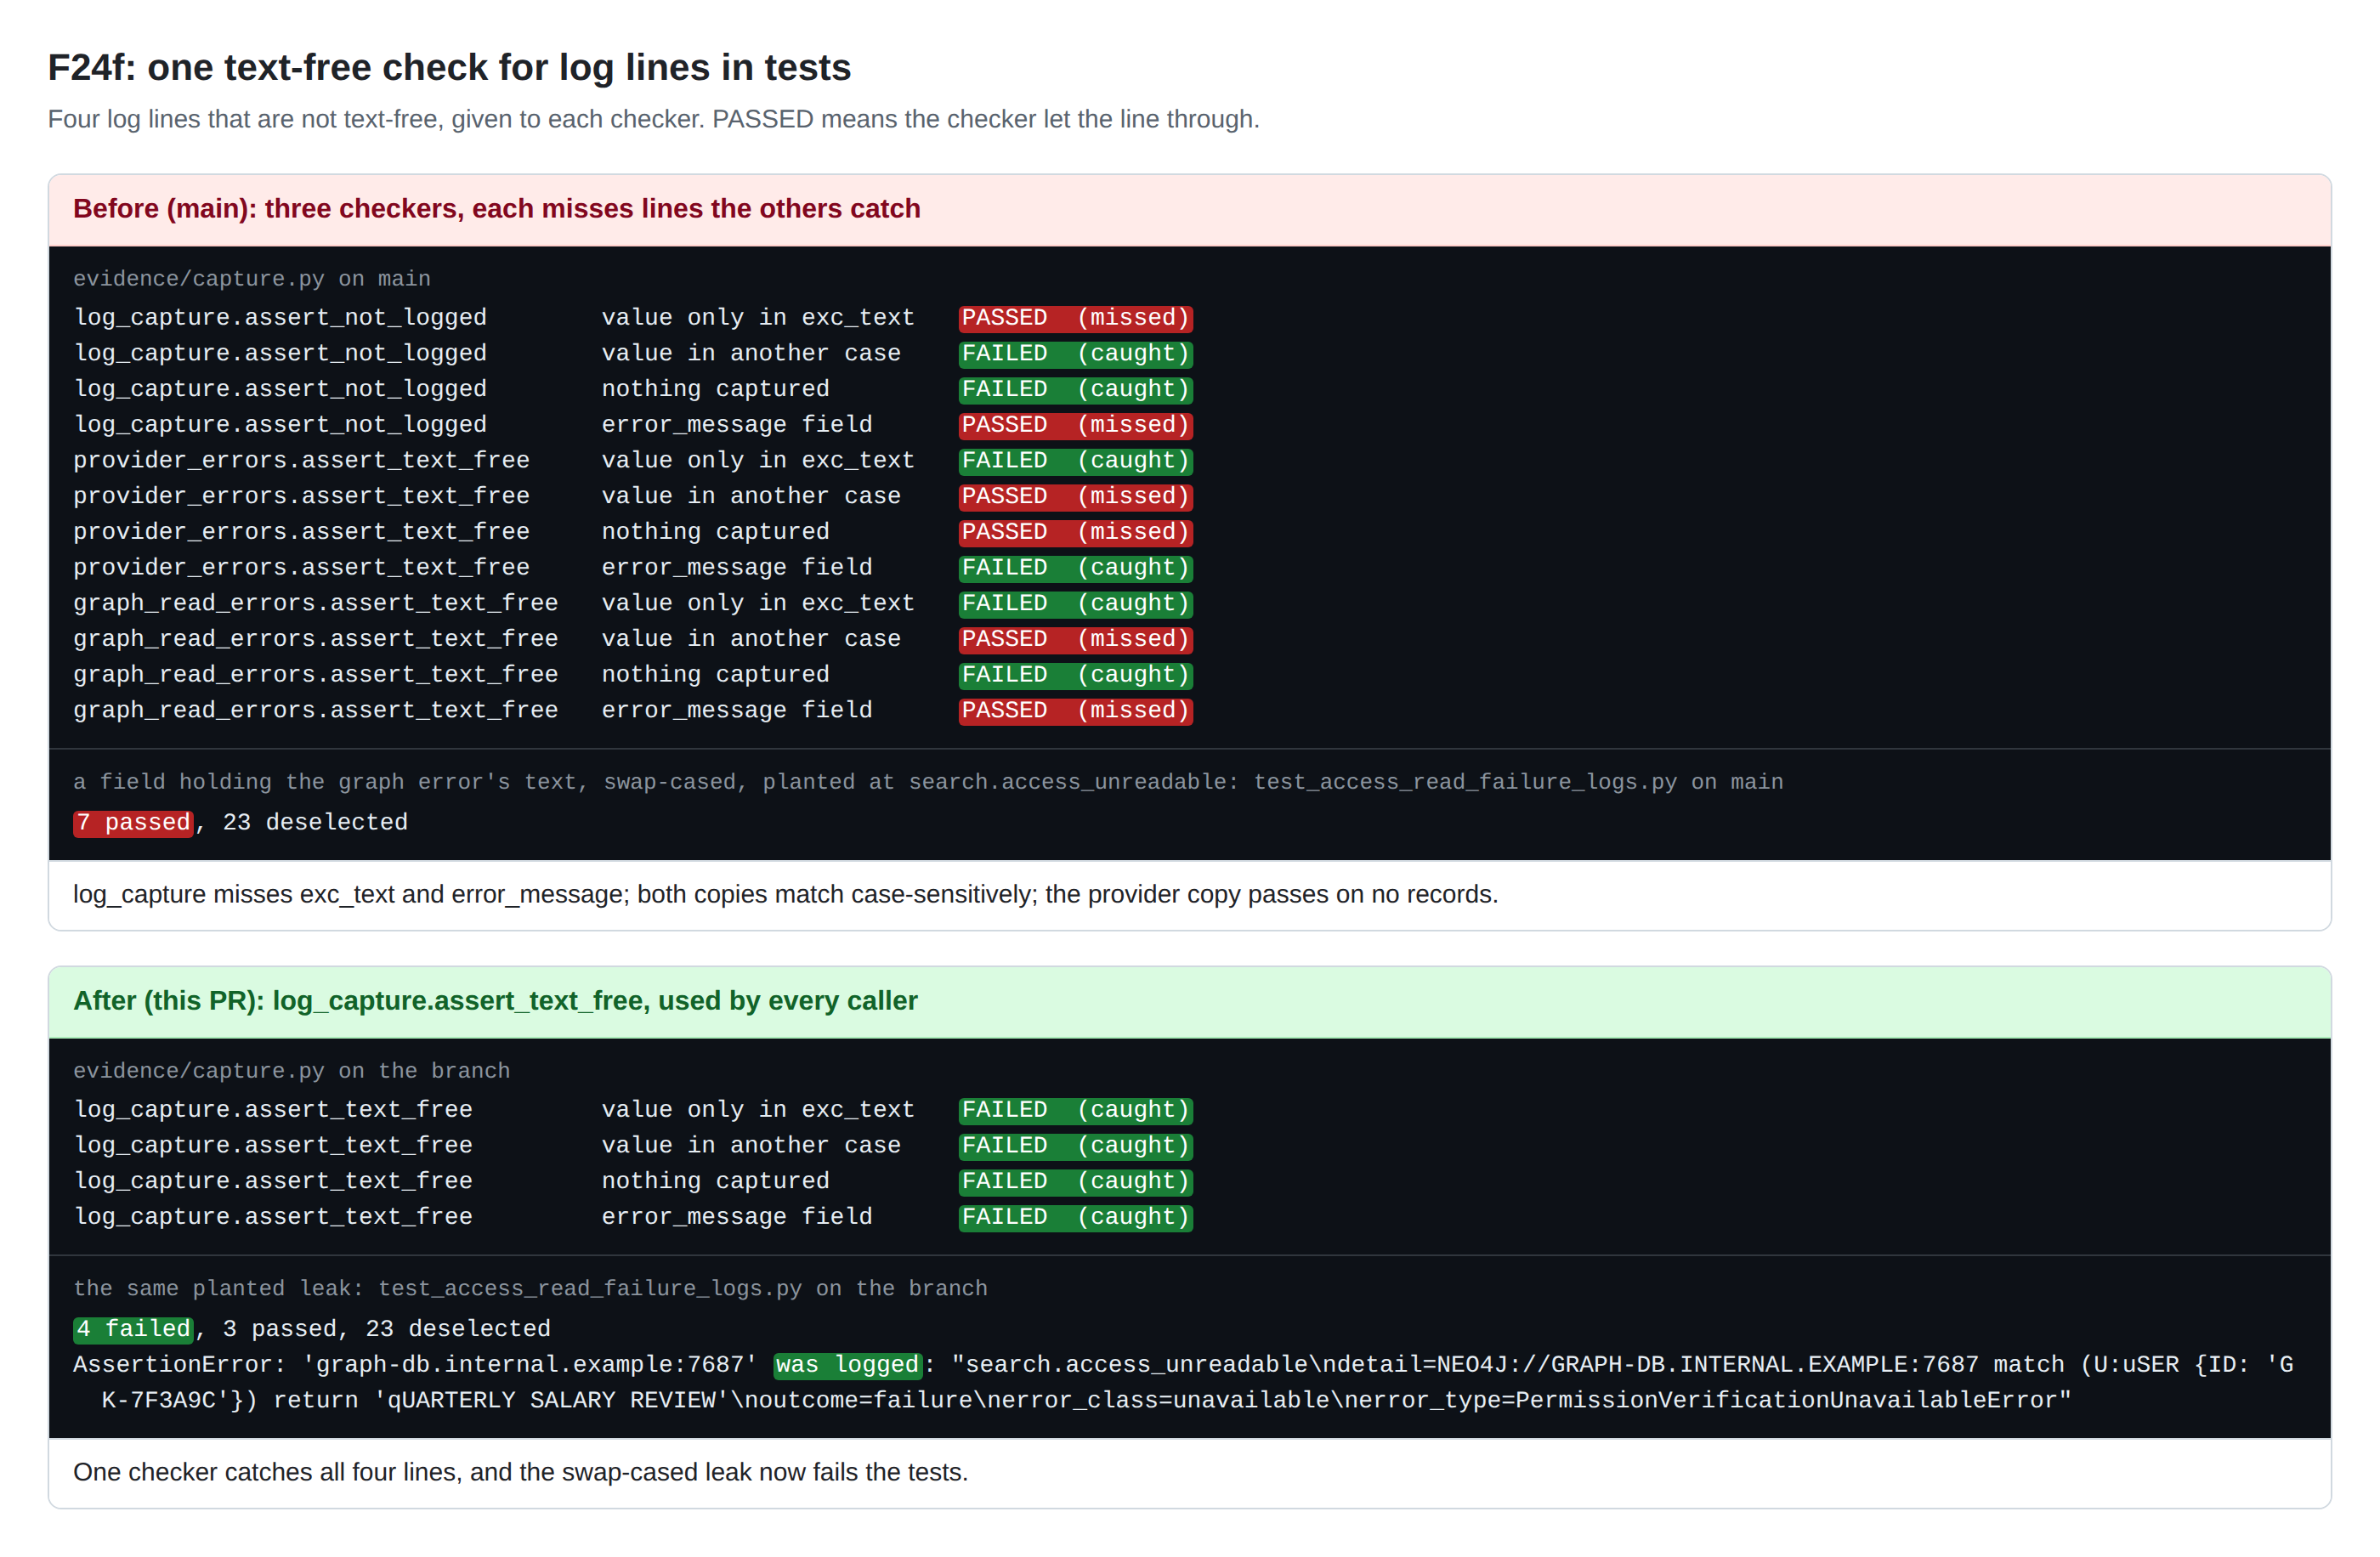 F24f: one text-free check for log lines in tests
Four log lines that are not text-free, given to each checker. PASSED means the checker let the line through.
Before (main): three checkers, each misses lines the others catch
evidence/capture.py on main
log_capture.assert_not_logged        value only in exc_text   PASSED  (missed)
log_capture.assert_not_logged        value in another case    FAILED  (caught)
log_capture.assert_not_logged        nothing captured         FAILED  (caught)
log_capture.assert_not_logged        error_message field      PASSED  (missed)
provider_errors.assert_text_free     value only in exc_text   FAILED  (caught)
provider_errors.assert_text_free     value in another case    PASSED  (missed)
provider_errors.assert_text_free     nothing captured         PASSED  (missed)
provider_errors.assert_text_free     error_message field      FAILED  (caught)
graph_read_errors.assert_text_free   value only in exc_text   FAILED  (caught)
graph_read_errors.assert_text_free   value in another case    PASSED  (missed)
graph_read_errors.assert_text_free   nothing captured         FAILED  (caught)
graph_read_errors.assert_text_free   error_message field      PASSED  (missed)
a field holding the graph error's text, swap-cased, planted at search.access_unreadable: test_access_read_failure_logs.py on main
7 passed, 23 deselected
log_capture misses exc_text and error_message; both copies match case-sensitively; the provider copy passes on no records.
After (this PR): log_capture.assert_text_free, used by every caller
evidence/capture.py on the branch
log_capture.assert_text_free         value only in exc_text   FAILED  (caught)
log_capture.assert_text_free         value in another case    FAILED  (caught)
log_capture.assert_text_free         nothing captured         FAILED  (caught)
log_capture.assert_text_free         error_message field      FAILED  (caught)
the same planted leak: test_access_read_failure_logs.py on the branch
4 failed, 3 passed, 23 deselected
AssertionError: 'graph-db.internal.example:7687' was logged: "search.access_unreadable\ndetail=NEO4J://GRAPH-DB.INTERNAL.EXAMPLE:7687 match (U:uSER {ID: 'G
K-7F3A9C'}) return 'qUARTERLY SALARY REVIEW'\noutcome=failure\nerror_class=unavailable\nerror_type=PermissionVerificationUnavailableError"
One checker catches all four lines, and the swap-cased leak now fails the tests.